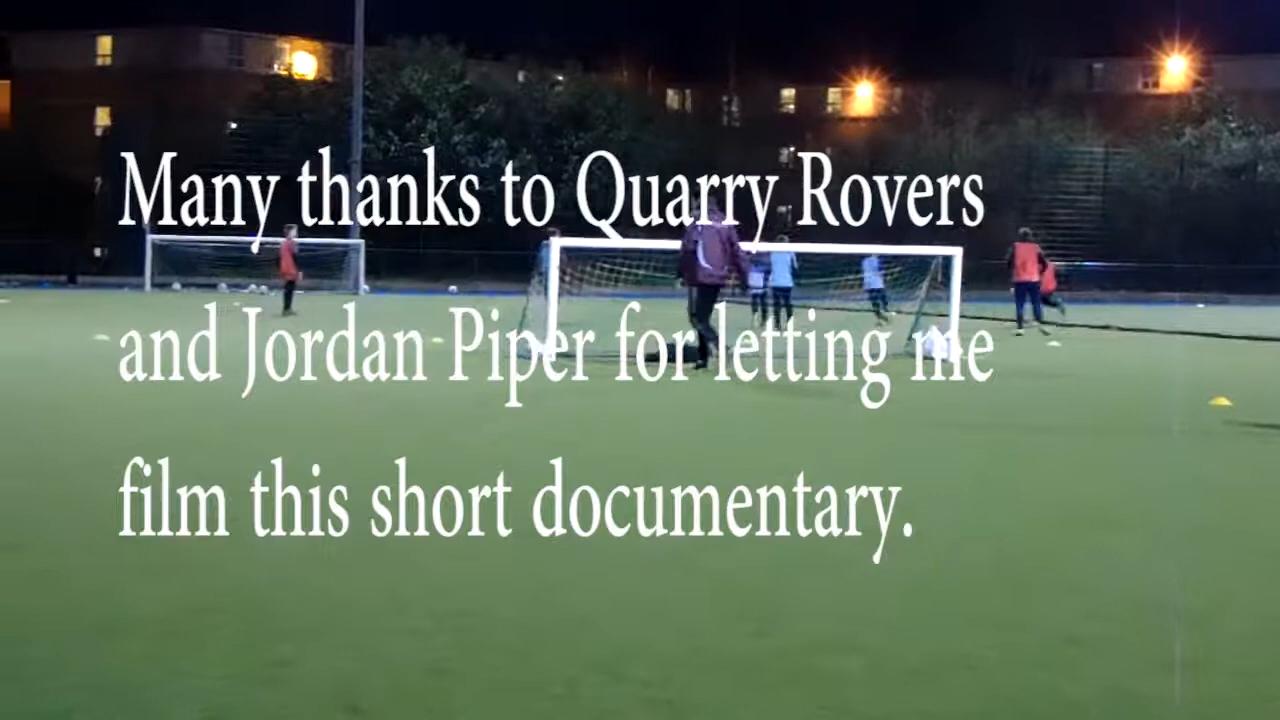 Many thanks to Quarry Rovers
and Jordan Piper for letting me
film this short documentary.